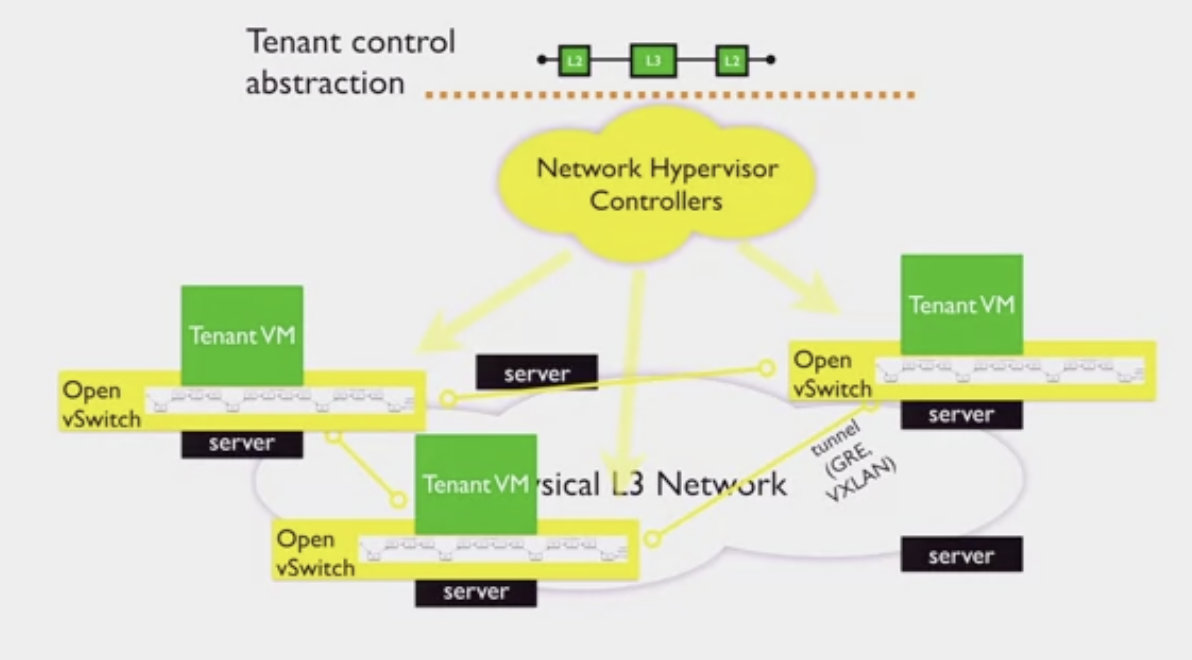 Tenant control
abstraction
L2
L3
L2
Network Hypervisor
Controllers
Tenant VM
Open
vSwitch
server
server
Tenant VM
Open
vSwitch
server
tunnel
(GRE,
VXLAN)
Tenant VM
ysical L3 Network
Open
vSwitch
server
server